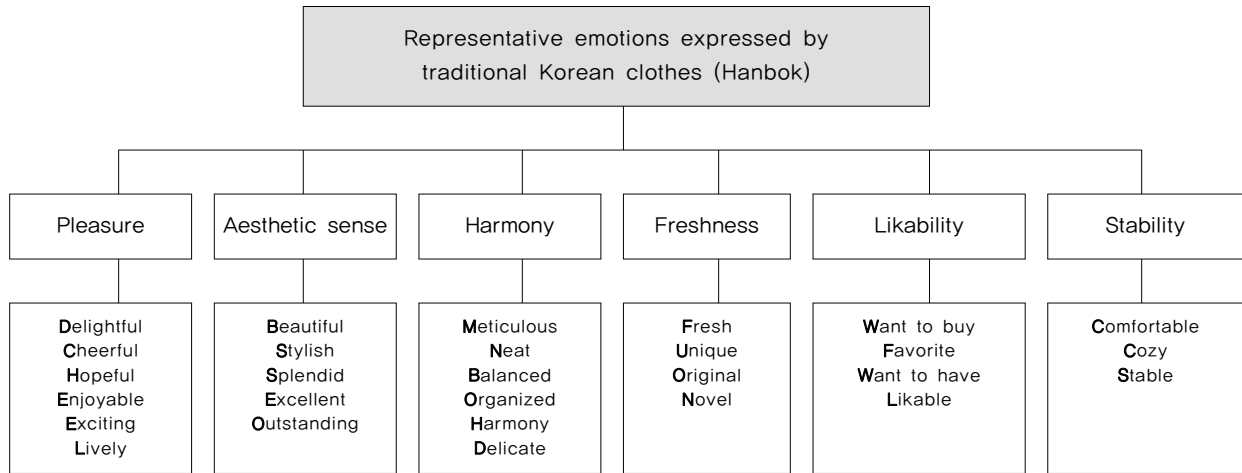 Representative emotions expressed by
traditional Korean clothes (Hanbok)
Pleasure
Aesthetic sense
Harmony
Freshness
Likability
Stability
Delightful
Cheerful
Hopeful
Enjoyable
Exciting
Lively
Beautiful
Stylish
Splendid
Excellent
Outstanding
Meticulous
Neat
Balanced
Organized
Harmony
Delicate
Fresh
Unique
Original
Novel
Want to buy
Favorite
Want to have
Likable
Comfortable
Cozy
Stable